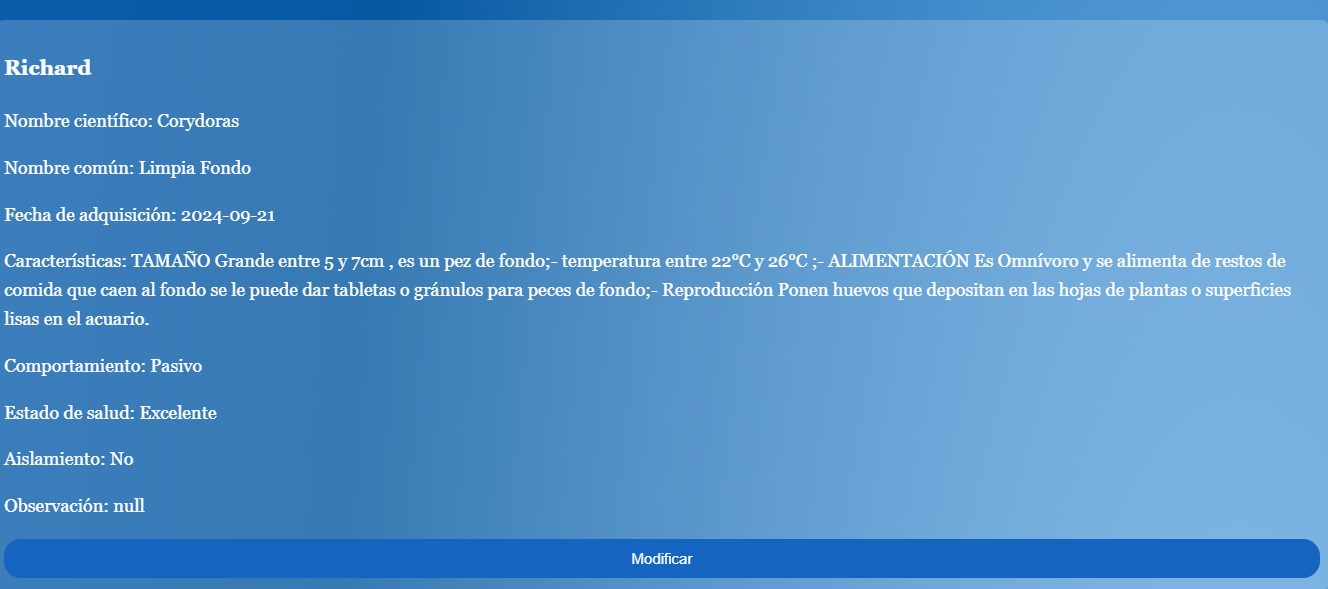 Richard
Nombre científico: Corydoras
Nombre común: Limpia Fondo
Fecha de adquisición: 2024-09-21
Características: TAMAÑO Grande entre 5 y 7cm , es un pez de fondo;- temperatura entre 22°C y 26°C ;- ALIMENTACIÓN Es Omnívoro y se alimenta de restos de
comida que caen al fondo se le puede dar tabletas o gránulos para peces de fondo;- Reproducción Ponen huevos que depositan en las hojas de plantas o superficies
lisas en el acuario.
Comportamiento: Pasivo
Estado de salud: Excelente
Aislamiento: No
Observación: null
Modificar